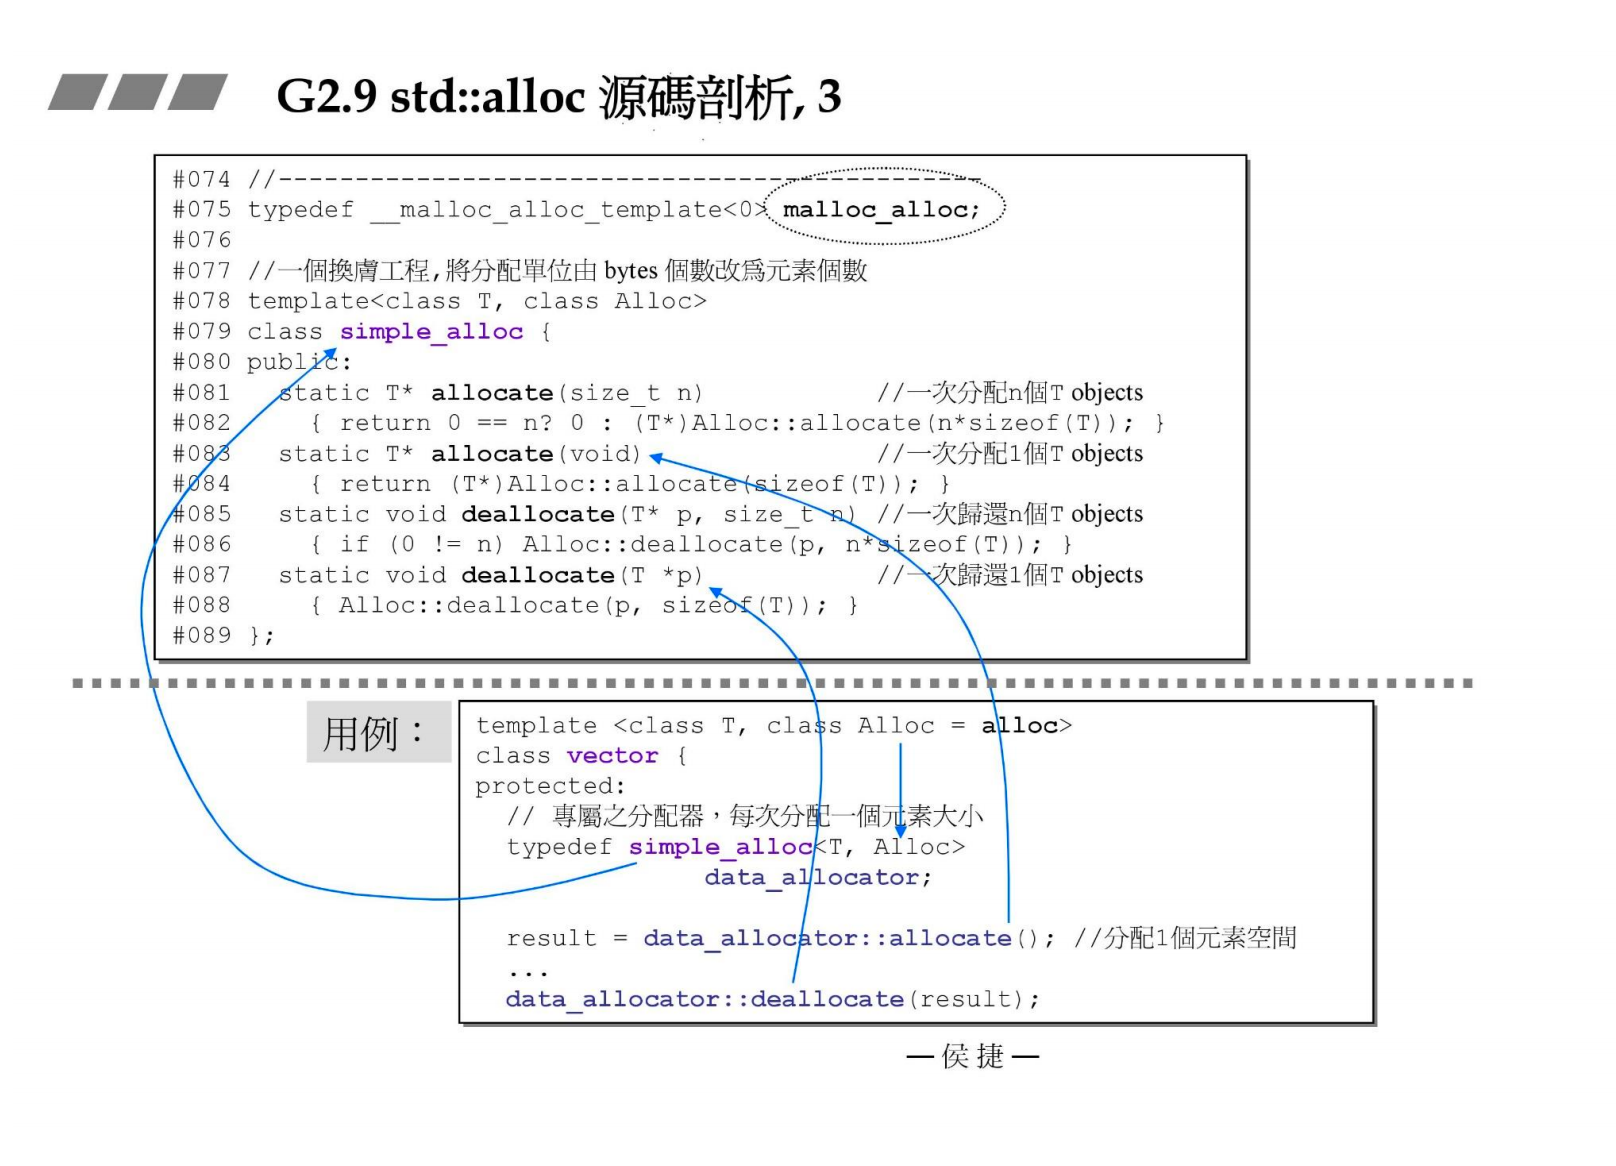 G2.9 std::alloc 源碼剖析, 3
#074 //----------------------------------------------
#075 typedef __malloc_alloc_template<0> malloc_alloc;
#076
#077 //一個換膚工程,將分配單位由 bytes 個數改爲元素個數
#078 template<class T, class Alloc>
#079 class simple_alloc {
#080 public:
#081   static T* allocate(size_t n)           //一次分配n個T objects
#082     { return 0 == n? 0 : (T*)Alloc::allocate(n*sizeof(T)); }
#083   static T* allocate(void)               //一次分配1個T objects
#084     { return (T*)Alloc::allocate(sizeof(T)); }
#085   static void deallocate(T* p, size_t n) //一次歸還n個T objects
#086     { if (0 != n) Alloc::deallocate(p, n*sizeof(T)); }
#087   static void deallocate(T *p)           //一次歸還1個T objects
#088     { Alloc::deallocate(p, sizeof(T)); }
#089 };
用例：
template <class T, class Alloc = alloc>
class vector {
protected:
  // 專屬之分配器，每次分配一個元素大小
  typedef simple_alloc<T, Alloc>
               data_allocator;
  result = data_allocator::allocate(); //分配1個元素空間
  ...
  data_allocator::deallocate(result);
— 侯 捷 —